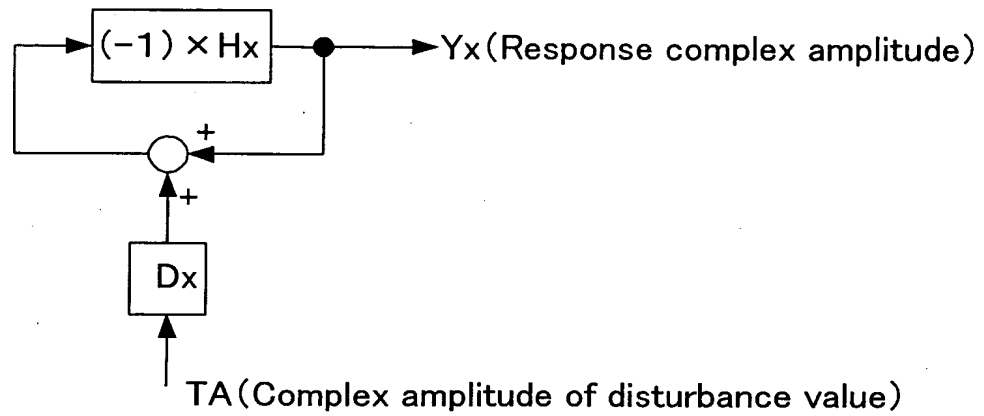 (−1)×Hx
Yx(Response complex amplitude)
+
+
Dx
TA(Complex amplitude of disturbance value)